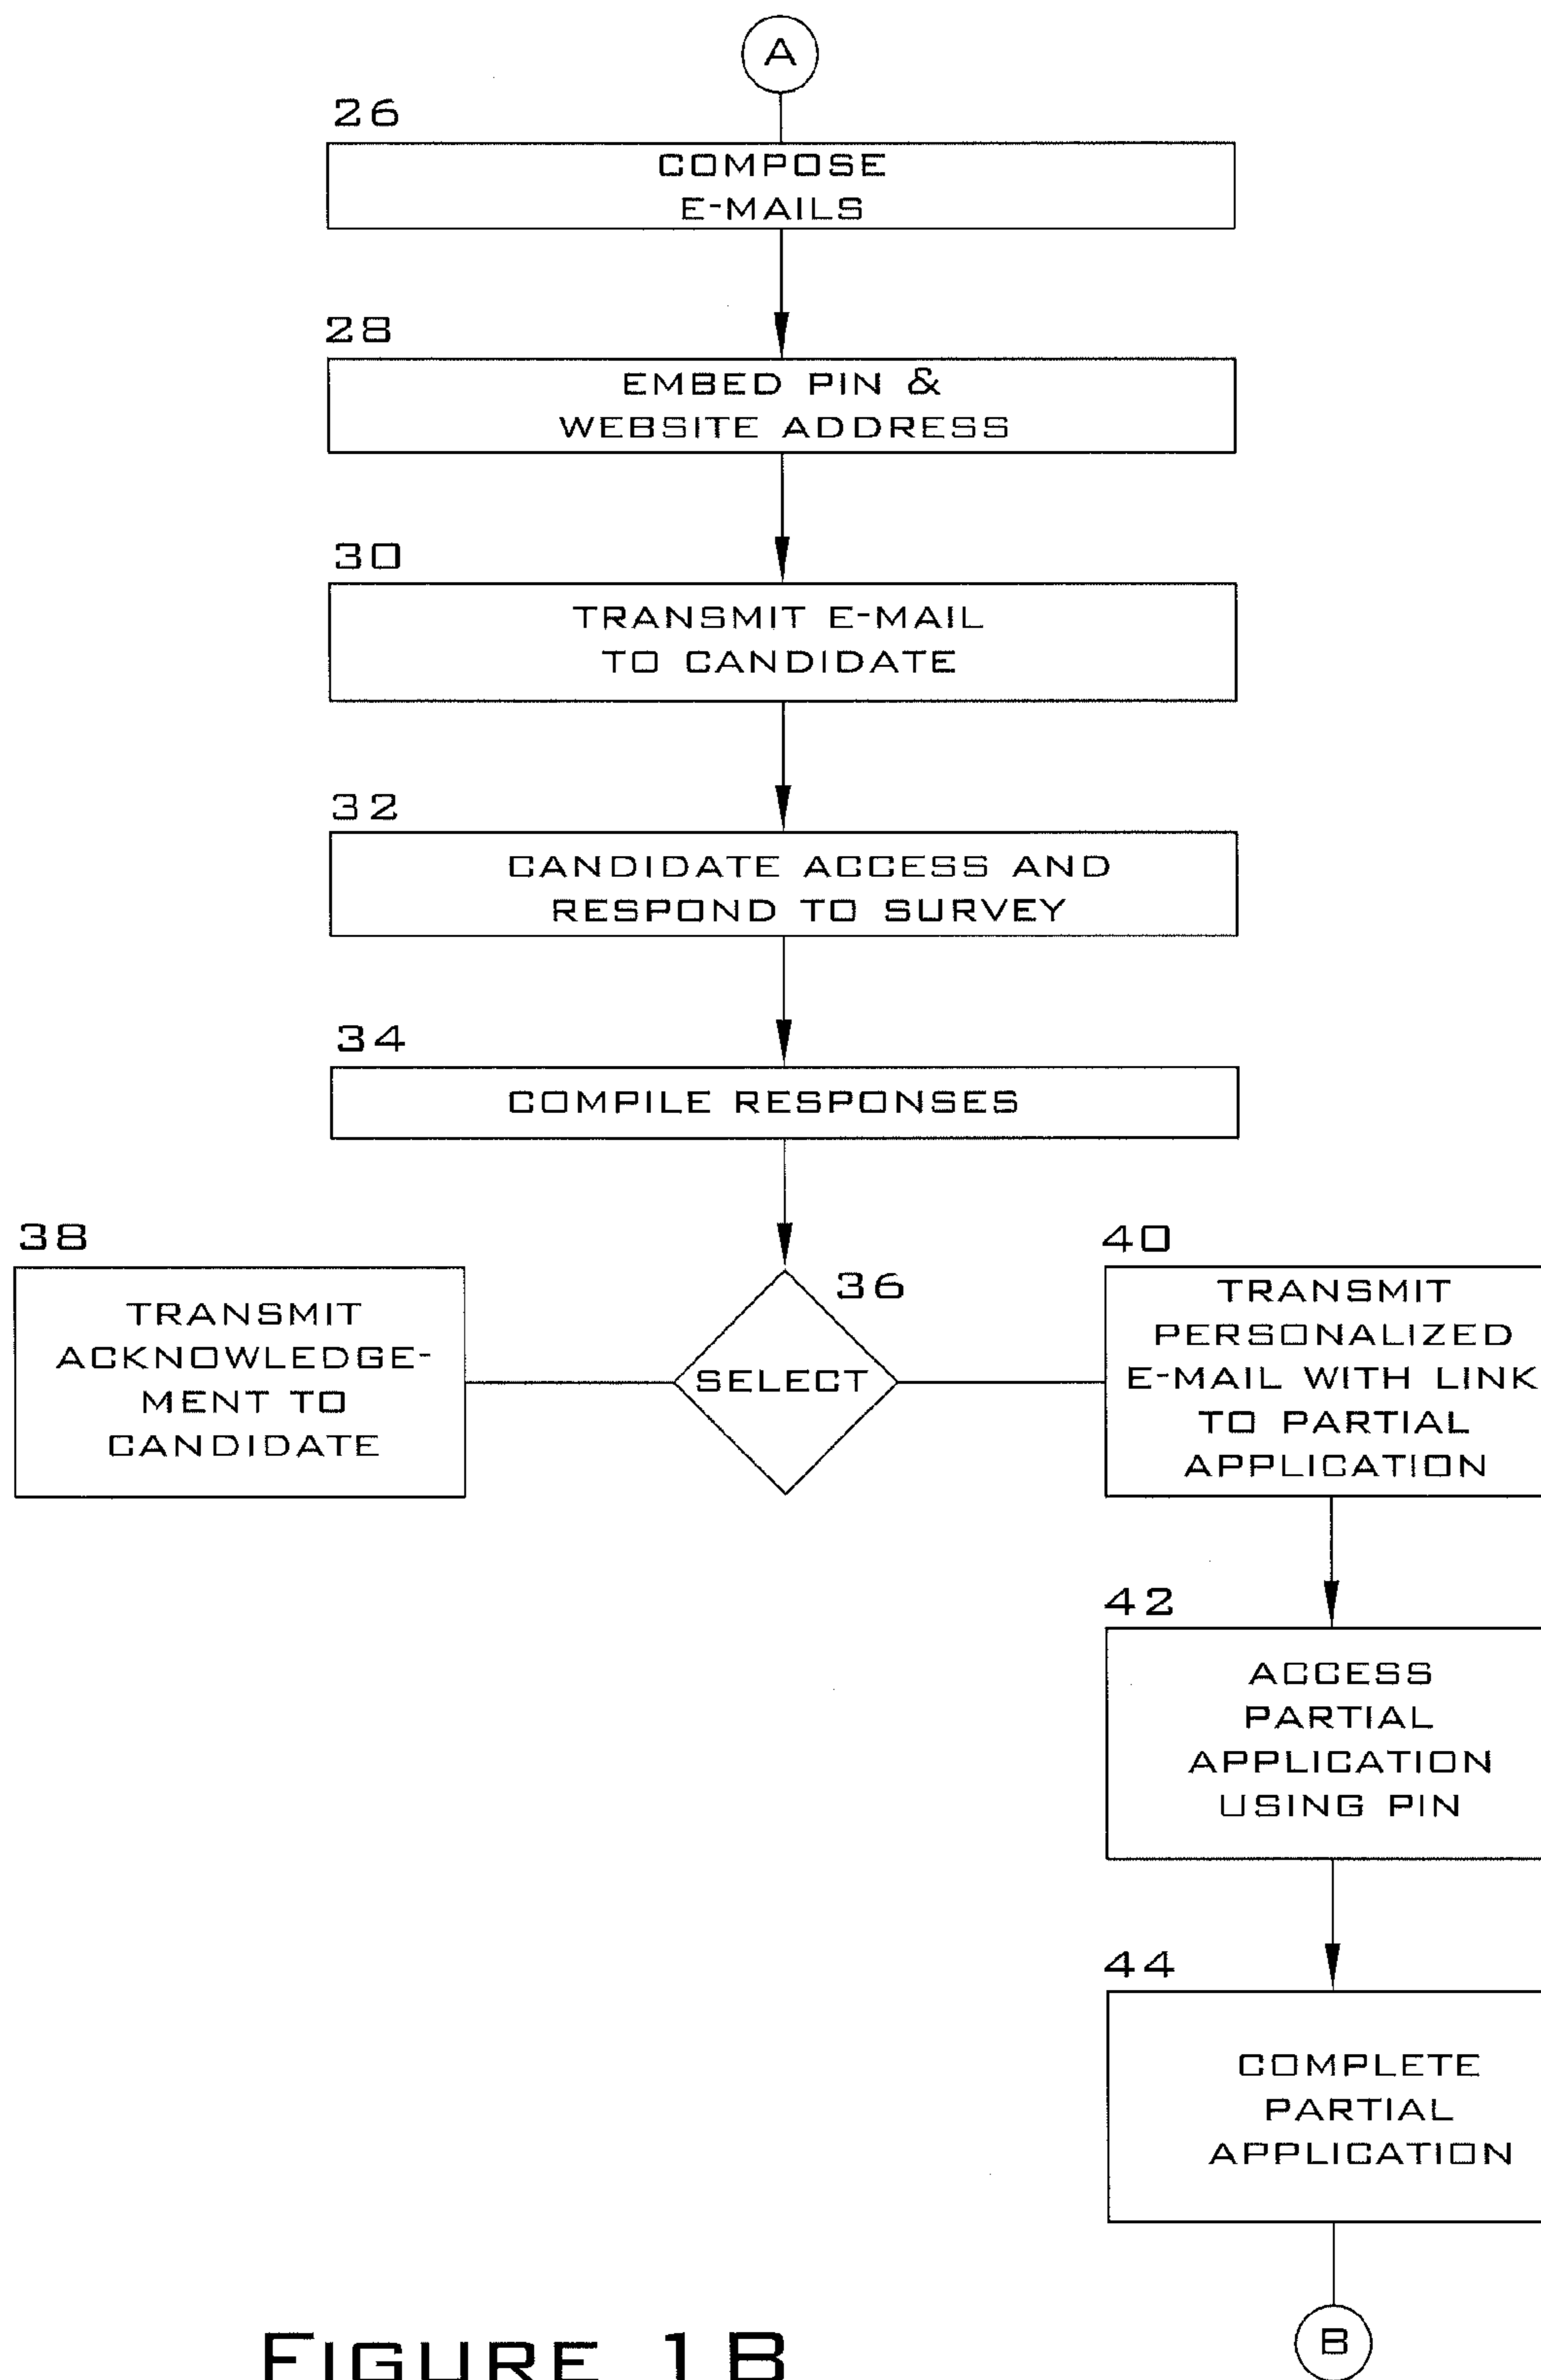 A
26
COMPOSE
E-MAILS
28
EMBED PIN &
WEBSITE ADDRESS
30
TRANSMIT E-MAIL
TO CANDIDATE
32
CANDIDATE ACCESS AND
RESPOND TO SURVEY
34
COMPILE RESPONSES
36
SELECT
38
TRANSMIT
ACKNOWLEDGE-
MENT TO
CANDIDATE
40
TRANSMIT
PERSONALIZED
E-MAIL WITH LINK
TO PARTIAL
APPLICATION
42
ACCESS
PARTIAL
APPLICATION
USING PIN
44
COMPLETE
PARTIAL
APPLICATION
B
FIGURE 1B